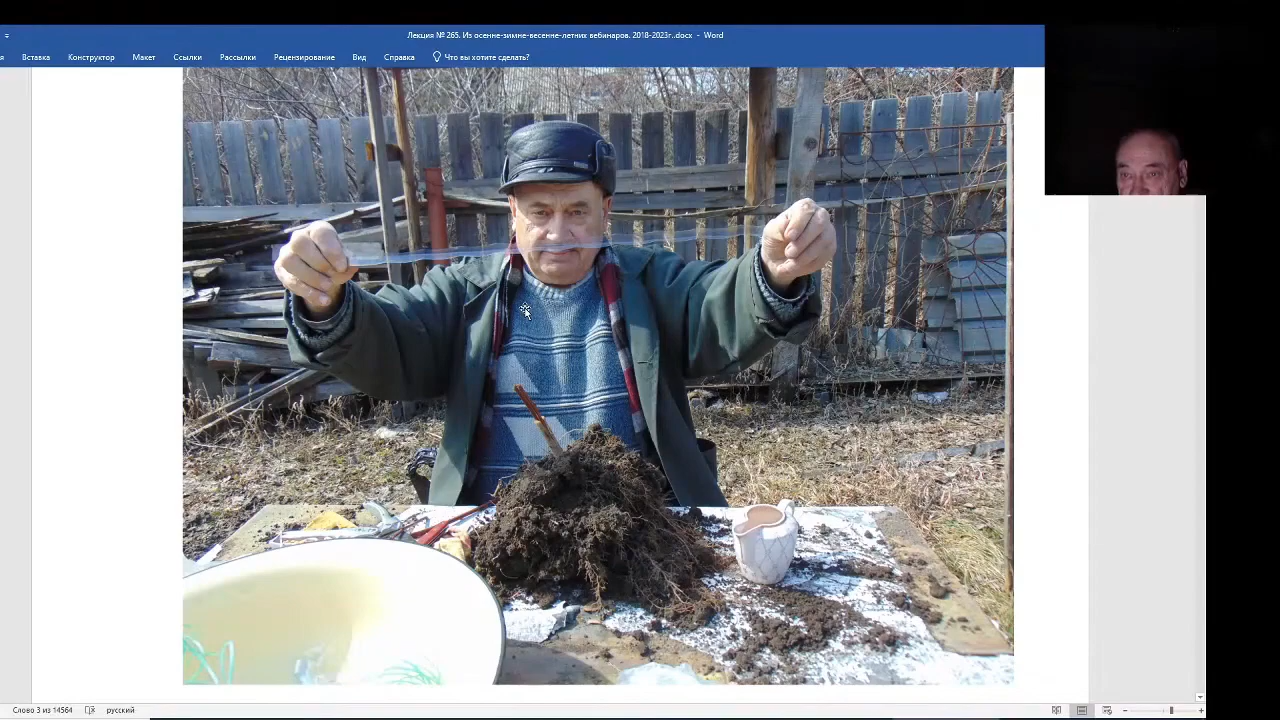 Лекция № 265. Из осенне-зимне-весенне-летних вебинаров. 2018-2023г..docx - Word
я Вставка Конструктор Макет Ссылки Рассылки Рецензирование Вид Справка Что вы хотите сделать?
Слово 3 из 14564 русский